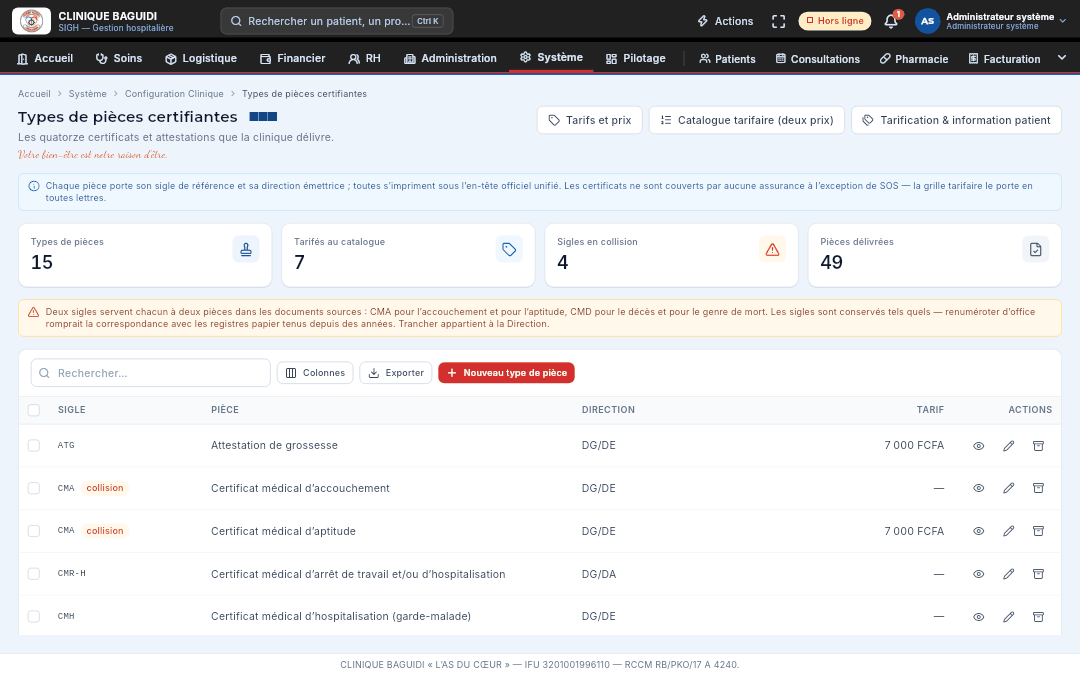 CLINIQUE BAGUIDI
SIGH — Gestion hospitalière
Rechercher un patient, un pro... Ctrl K
Actions
Hors ligne
1
AS
Administrateur système
Administrateur système
Accueil
Soins
Logistique
Financier
RH
Administration
Système
Pilotage
Patients
Consultations
Pharmacie
Facturation
Accueil > Système > Configuration Clinique > Types de pièces certifiantes
Types de pièces certifiantes
Les quatorze certificats et attestations que la clinique délivre.
Votre bien-être est notre raison d'être.
Tarifs et prix
Catalogue tarifaire (deux prix)
Tarification & information patient
Chaque pièce porte son sigle de référence et sa direction émettrice ; toutes s'impriment sous l'en-tête officiel unifié. Les certificats ne sont couverts par aucune assurance à l'exception de SOS — la grille tarifaire le porte en
toutes lettres.
Types de pièces
15
Tarifés au catalogue
7
Sigles en collision
4
Pièces délivrées
49
Deux sigles servent chacun à deux pièces dans les documents sources : CMA pour l'accouchement et pour l'aptitude, CMD pour le décès et pour le genre de mort. Les sigles sont conservés tels quels — renuméroter d'office
romprait la correspondance avec les registres papier tenus depuis des années. Trancher appartient à la Direction.
Rechercher...
Colonnes
Exporter
Nouveau type de pièce
SIGLE PIÈCE DIRECTION TARIF ACTIONS
ATG Attestation de grossesse DG/DE 7 000 FCFA
CMA collision Certificat médical d'accouchement DG/DE —
CMA collision Certificat médical d'aptitude DG/DE 7 000 FCFA
CMR-H Certificat médical d'arrêt de travail et/ou d'hospitalisation DG/DA —
CMH Certificat médical d'hospitalisation (garde-malade) DG/DE —
CLINIQUE BAGUIDI « L'AS DU CŒUR » — IFU 3201001996110 — RCCM RB/PKO/17 A 4240.